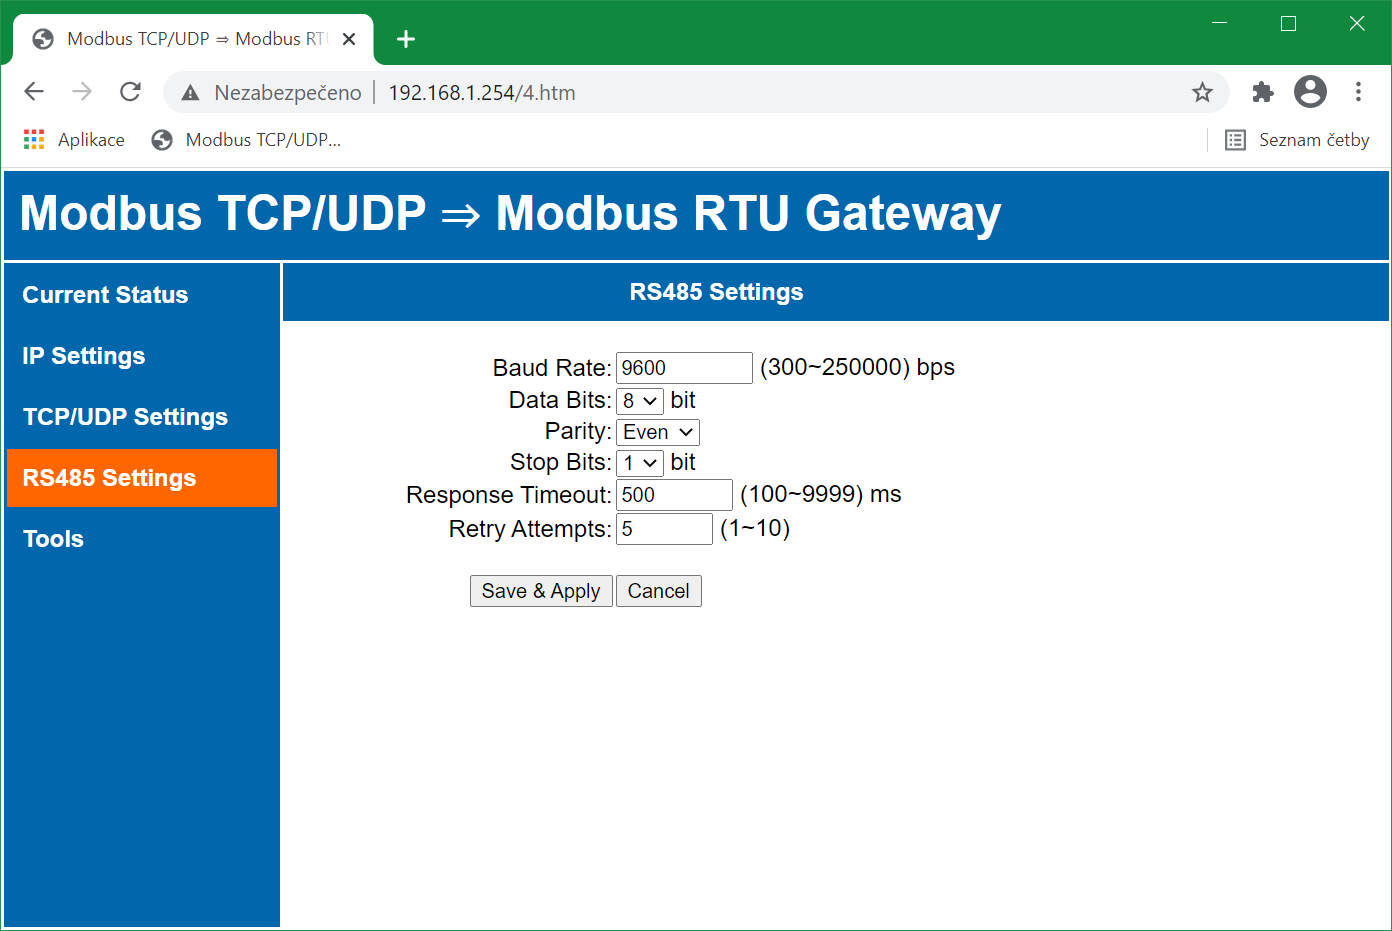 Modbus TCP/UDP ⇒ Modbus RTU
Nezabezpečeno | 192.168.1.254/4.htm
Aplikace Modbus TCP/UDP... Seznam četby
Modbus TCP/UDP ⇒ Modbus RTU Gateway
Current Status
IP Settings
TCP/UDP Settings
RS485 Settings
Tools
RS485 Settings
Baud Rate: 9600 (300~250000) bps
Data Bits: 8 bit
Parity: Even
Stop Bits: 1 bit
Response Timeout: 500 (100~9999) ms
Retry Attempts: 5 (1~10)
Save & Apply Cancel